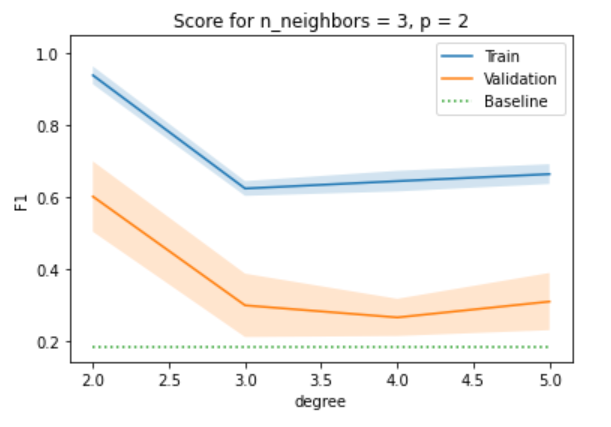 Score for n_neighbors = 3, p = 2
Train
Validation
Baseline
F1
1.0
0.8
0.6
0.4
0.2
2.0 2.5 3.0 3.5 4.0 4.5 5.0
degree